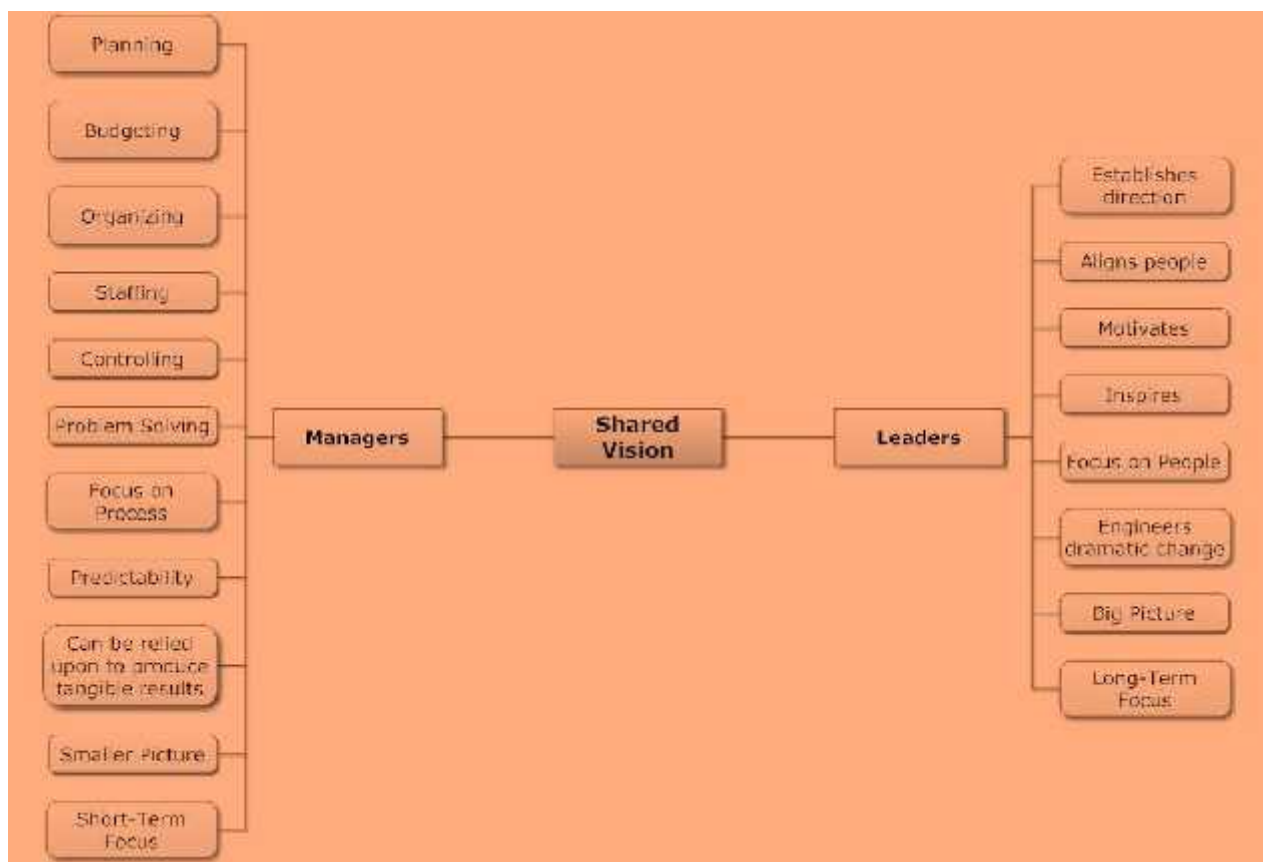 Planning
Budgeting
Organizing
Staffing
Controlling
Problem Solving
Focus on
Process
Predictability
Can be relied
upon to produce
tangible results
Smaller Picture
Short-Term
Focus
Managers
Shared
Vision
Leaders
Establishes
direction
Aligns people
Motivates
Inspires
Focus on People
Engineers
dramatic change
Big Picture
Long-Term
Focus